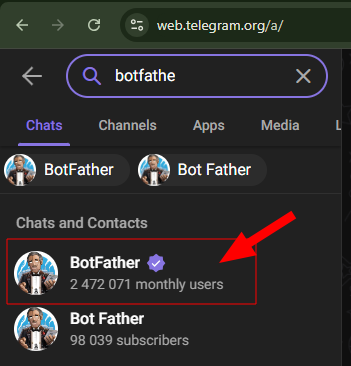 web.telegram.org/a/
botfathe
Chats Channels Apps Media
BotFather Bot Father
Chats and Contacts
BotFather
2 472 071 monthly users
Bot Father
98 039 subscribers